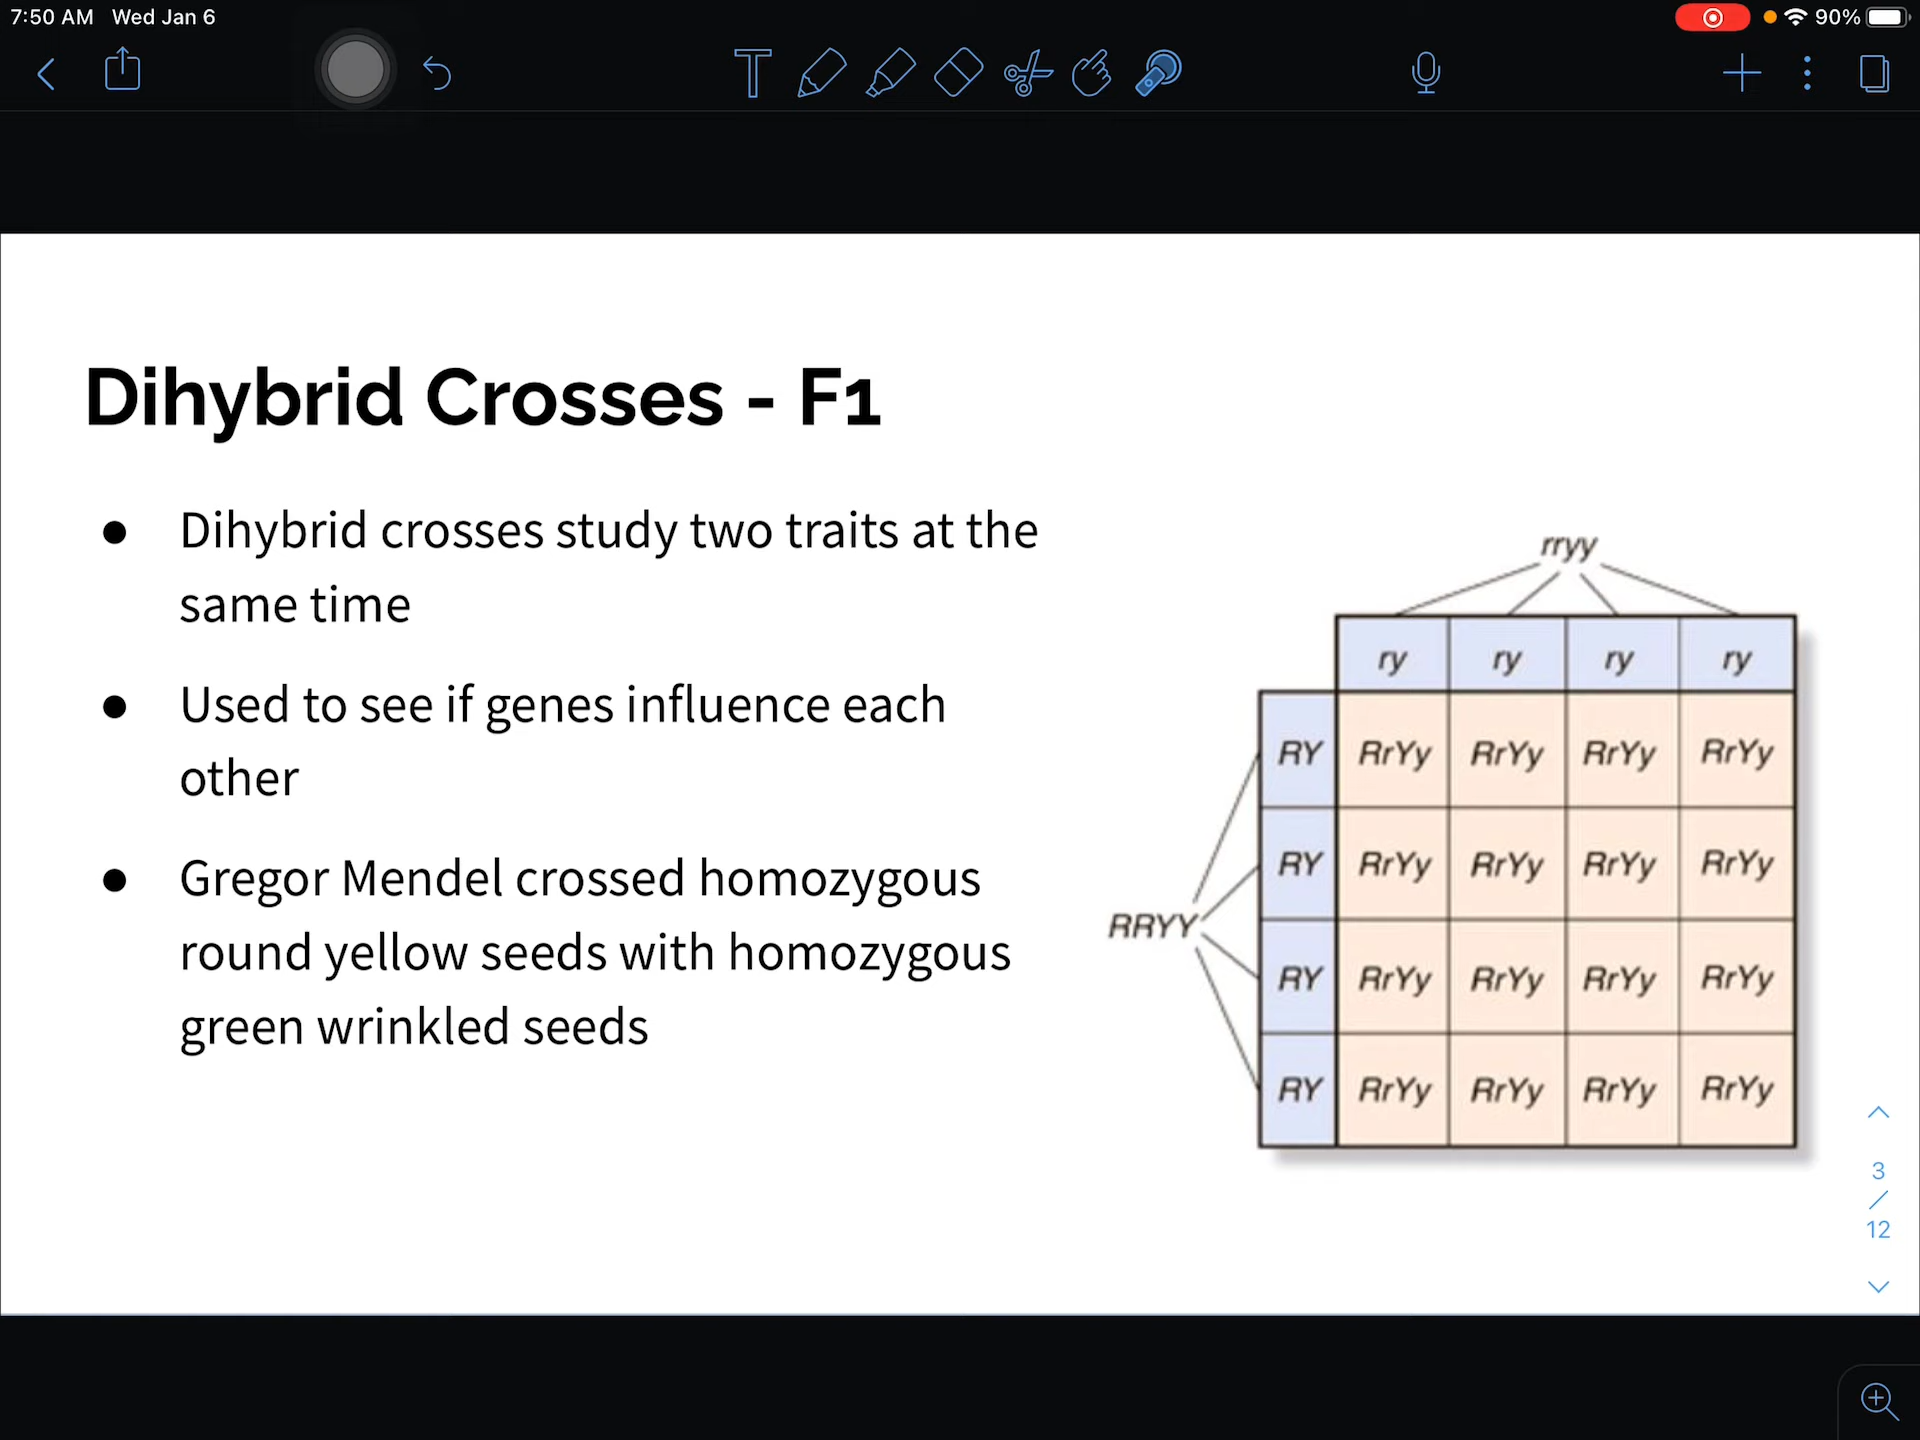 7:50 AM Wed Jan 6
90%
Dihybrid Crosses - F1
● Dihybrid crosses study two traits at the
same time
● Used to see if genes influence each
other
● Gregor Mendel crossed homozygous
round yellow seeds with homozygous
green wrinkled seeds
rryy
ry ry ry ry
RY RrYy RrYy RrYy RrYy
RY RrYy RrYy RrYy RrYy
RRYY
RY RrYy RrYy RrYy RrYy
RY RrYy RrYy RrYy RrYy
3
/
12